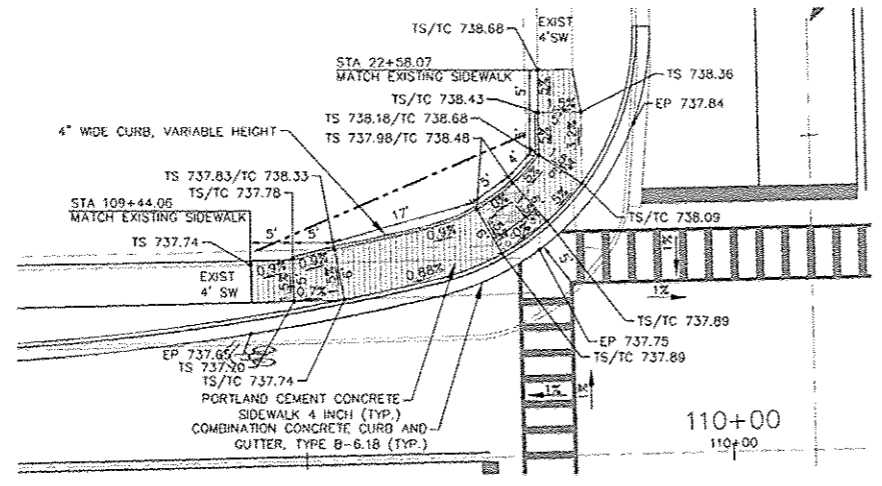 TS/TC 738.68
EXIST
4'SW
STA 22+58.07
MATCH EXISTING SIDEWALK
TS 738.36
TS/TC 738.43
EP 737.84
TS 738.18/TC 738.68
4" WIDE CURB, VARIABLE HEIGHT
TS 737.98/TC 738.48
5'
4'
TS 737.83/TC 738.33
TS/TC 737.78
3'
STA 109+44.06
MATCH EXISTING SIDEWALK
17'
TS/TC 738.09
5'
5'
TS 737.74
0.9%
0.9%
0.9%
EXIST
4' SW
0.7%
0.88%
5'
1%
1%
TS/TC 737.89
EP 737.65
EP 737.75
TS 737.70
TS/TC 737.89
TS/TC 737.74
PORTLAND CEMENT CONCRETE
SIDEWALK 4 INCH (TYP.)
COMBINATION CONCRETE CURB AND
GUTTER, TYPE B-6.18 (TYP.)
1%
1%
110+00
110+00